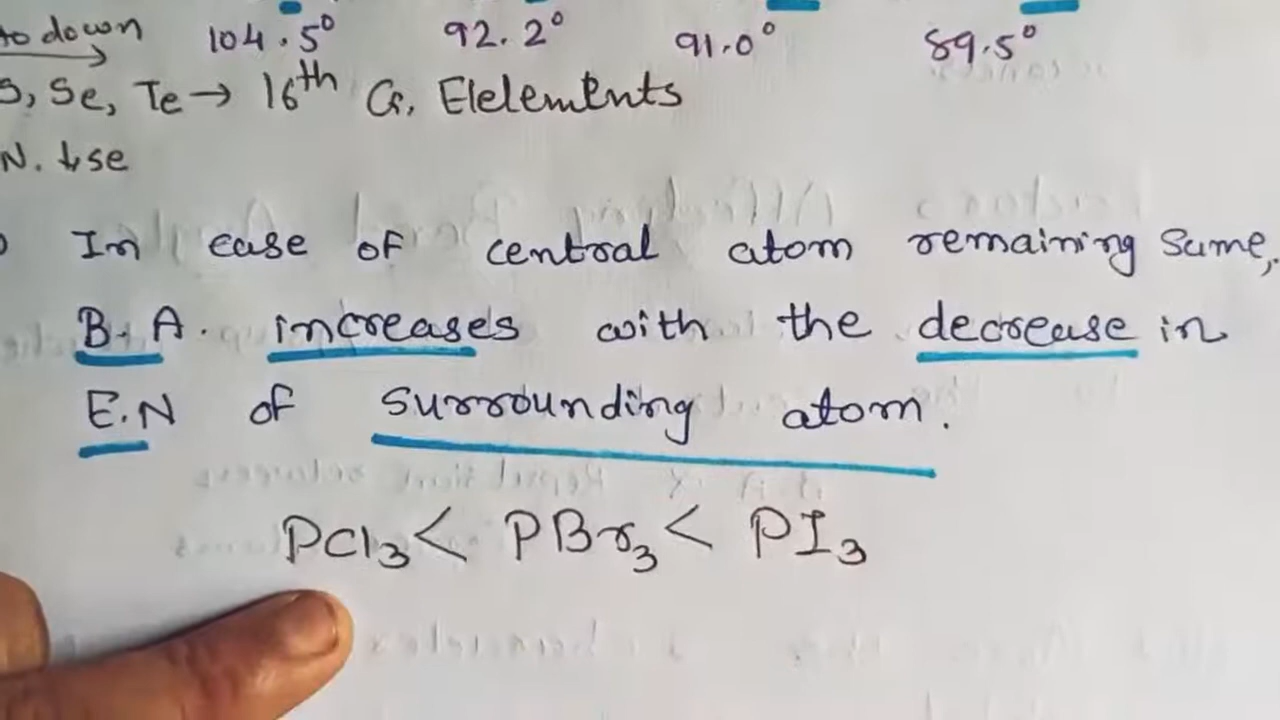 to down 104.5° 92.2° 91.0° 89.5°
S, Se, Te → 16th G. Elelements
N. ↓se
In case of central atom remaining same,
B.A. increases with the decrease in
E.N of surrounding atom.
PCl3 < PBr3 < PI3